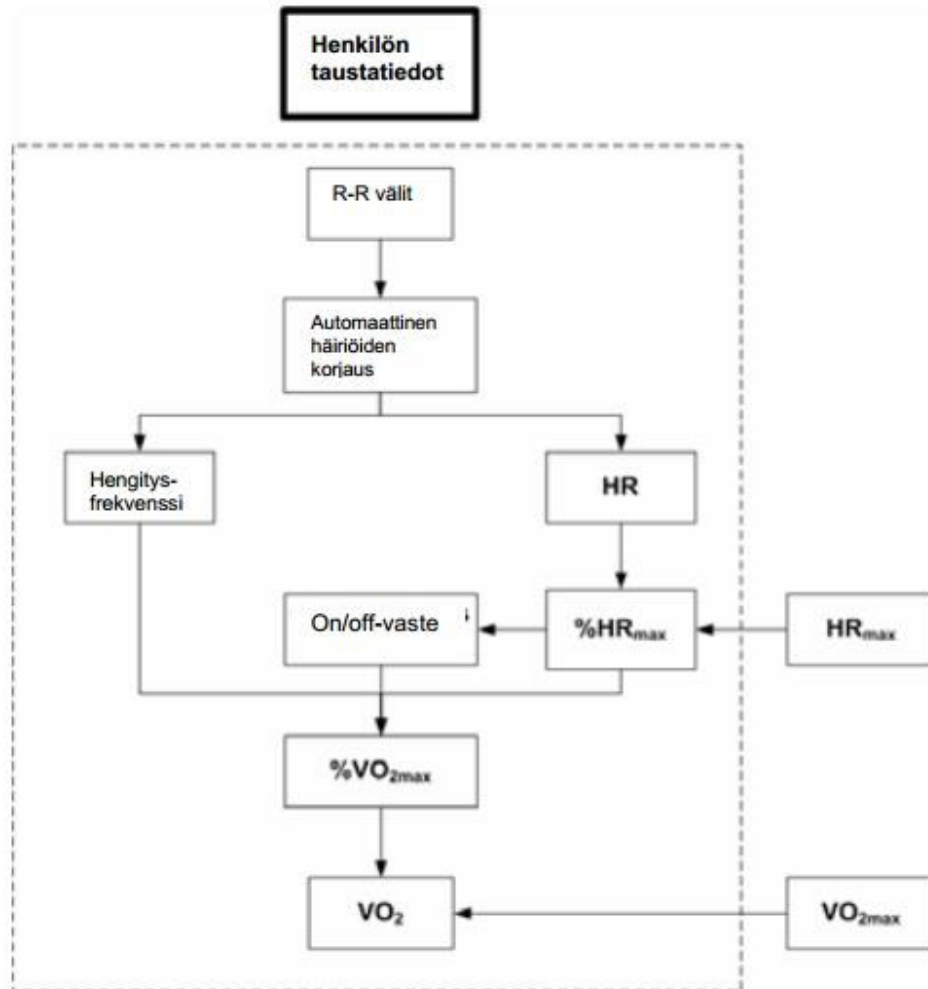 Henkilön
taustatiedot
R-R välit
Automaattinen
häiriöiden
korjaus
Hengitys-
frekvenssi
HR
On/off-vaste
%HRmax
HRmax
%VO2max
VO2
VO2max